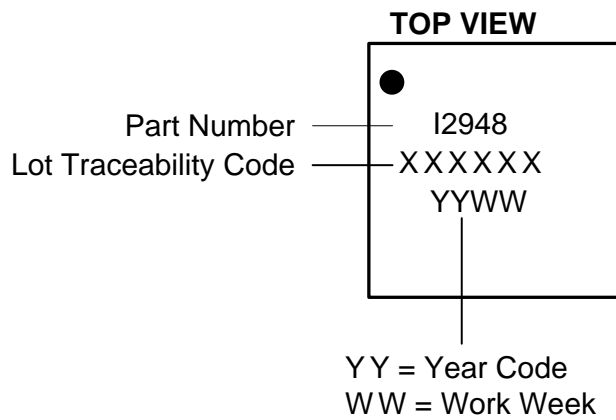 TOP VIEW
Part Number
I2948
Lot Traceability Code
XXXXXX
YYWW
YY = Year Code
WW = Work Week